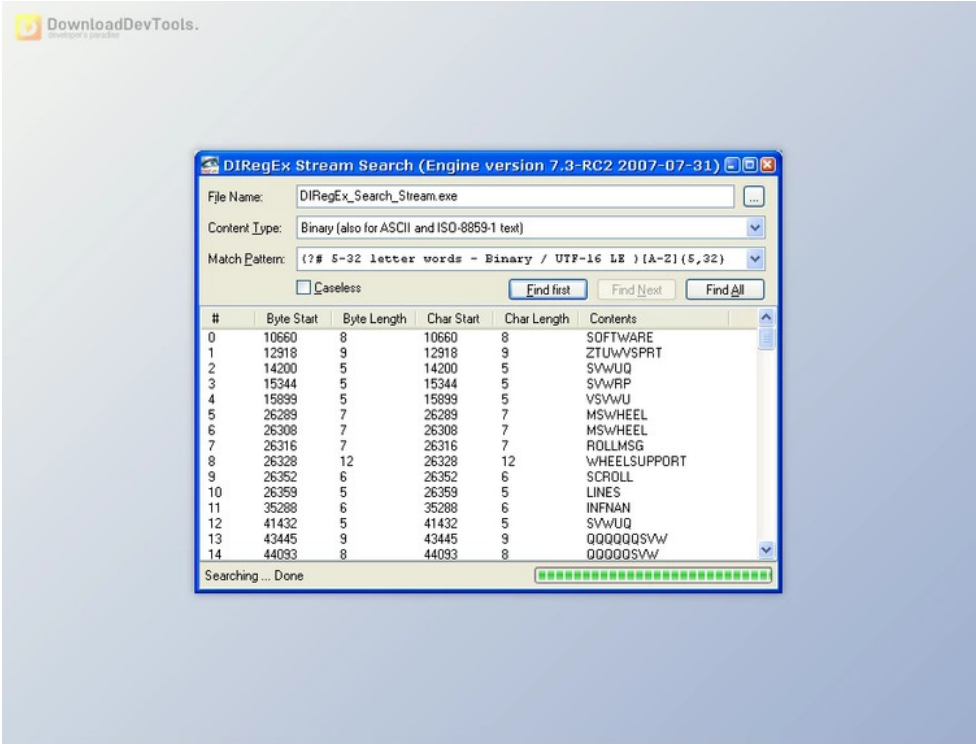 DownloadDevTools.
developer's paradise
DIRegEx Stream Search (Engine version 7.3-RC2 2007-07-31)
File Name: DIRegEx_Search_Stream.exe ...
Content Type: Binary (also for ASCII and ISO-8859-1 text)
Match Pattern: (?# 5-32 letter words - Binary / UTF-16 LE )[A-Z]{5,32}
Caseless Find first Find Next Find All
# Byte Start Byte Length Char Start Char Length Contents
0 10660 8 10660 8 SOFTWARE
1 12918 9 12918 9 ZTUWVSPRT
2 14200 5 14200 5 SVWUQ
3 15344 5 15344 5 SVWRP
4 15899 5 15899 5 VSVWU
5 26289 7 26289 7 MSWHEEL
6 26308 7 26308 7 MSWHEEL
7 26316 7 26316 7 ROLLMSG
8 26328 12 26328 12 WHEELSUPPORT
9 26352 6 26352 6 SCROLL
10 26359 5 26359 5 LINES
11 35288 6 35288 6 INFNAN
12 41432 5 41432 5 SVWUQ
13 43445 9 43445 9 QQQQQQSVW
14 44093 8 44093 8 QQQQQSVW
Searching ... Done